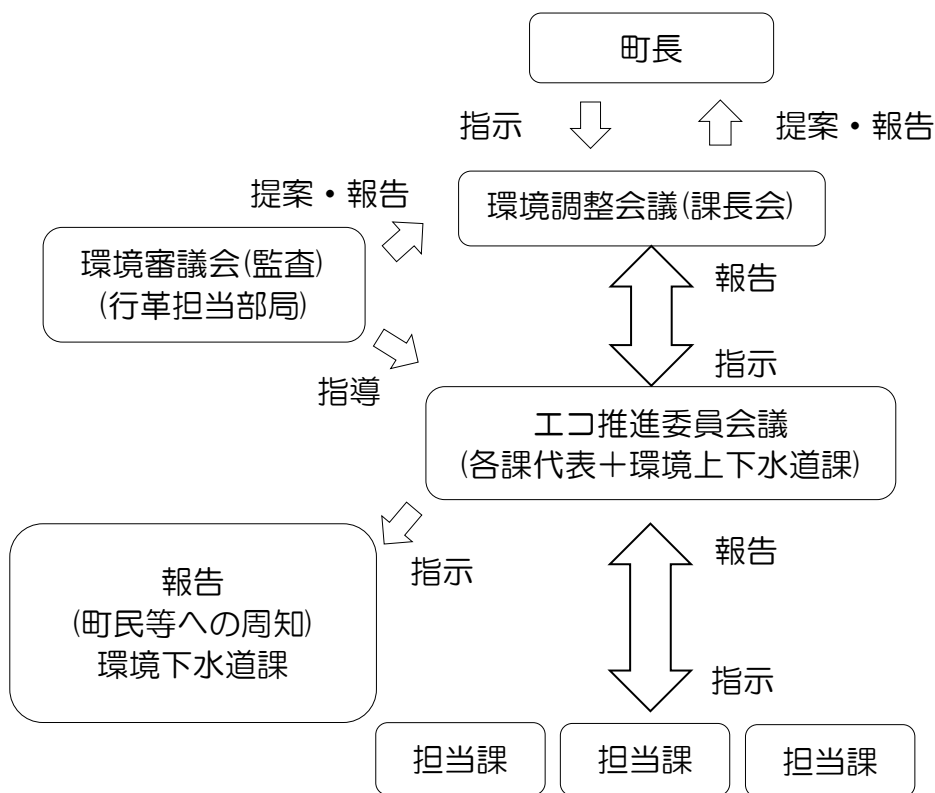 町長
指示
提案・報告
提案・報告
環境調整会議(課長会)
環境審議会(監査)
(行革担当部局)
報告
指導
指示
エコ推進委員会議
(各課代表＋環境上下水道課)
指示
報告
報告
(町民等への周知)
環境下水道課
指示
担当課
担当課
担当課